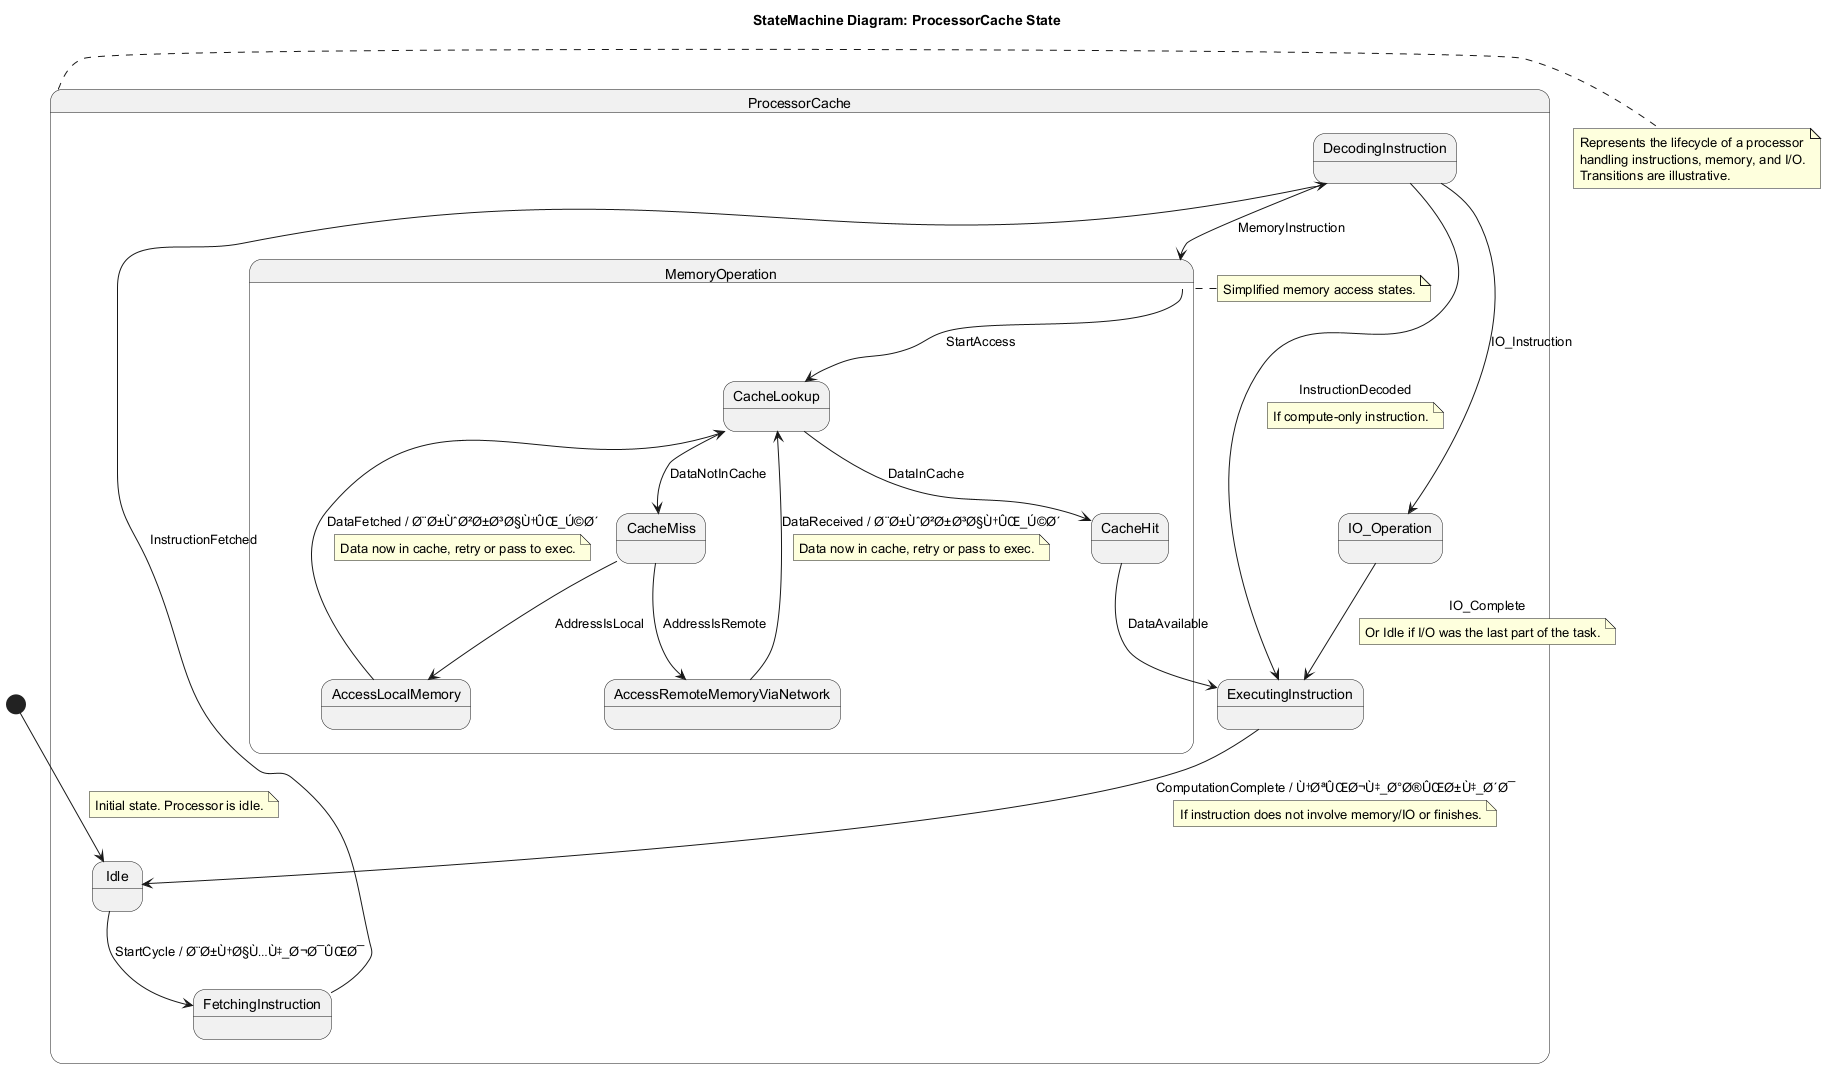 StateMachine Diagram: ProcessorCache State
ProcessorCache
Represents the lifecycle of a processor
handling instructions, memory, and I/O.
Transitions are illustrative.
DecodingInstruction
MemoryInstruction
MemoryOperation
Simplified memory access states.
StartAccess
IO_Instruction
InstructionDecoded
If compute-only instruction.
CacheLookup
DataNotInCache
DataInCache
DataFetched / Ø¨Ø±ÙˆØ²Ø±Ø³Ø§Ù†ÛŒ_Ú©Ø´
Data now in cache, retry or pass to exec.
CacheMiss
DataReceived / Ø¨Ø±ÙˆØ²Ø±Ø³Ø§Ù†ÛŒ_Ú©Ø´
Data now in cache, retry or pass to exec.
CacheHit
IO_Operation
InstructionFetched
AddressIsLocal
AddressIsRemote
DataAvailable
IO_Complete
Or Idle if I/O was the last part of the task.
AccessLocalMemory
AccessRemoteMemoryViaNetwork
ExecutingInstruction
Initial state. Processor is idle.
ComputationComplete / Ù†ØªÛŒØ¬Ù‡_Ø°Ø®ÛŒØ±Ù‡_Ø´Ø¯
If instruction does not involve memory/IO or finishes.
Idle
StartCycle / Ø¨Ø±Ù†Ø§Ù…Ù‡_Ø¬Ø¯ÛŒØ¯
FetchingInstruction